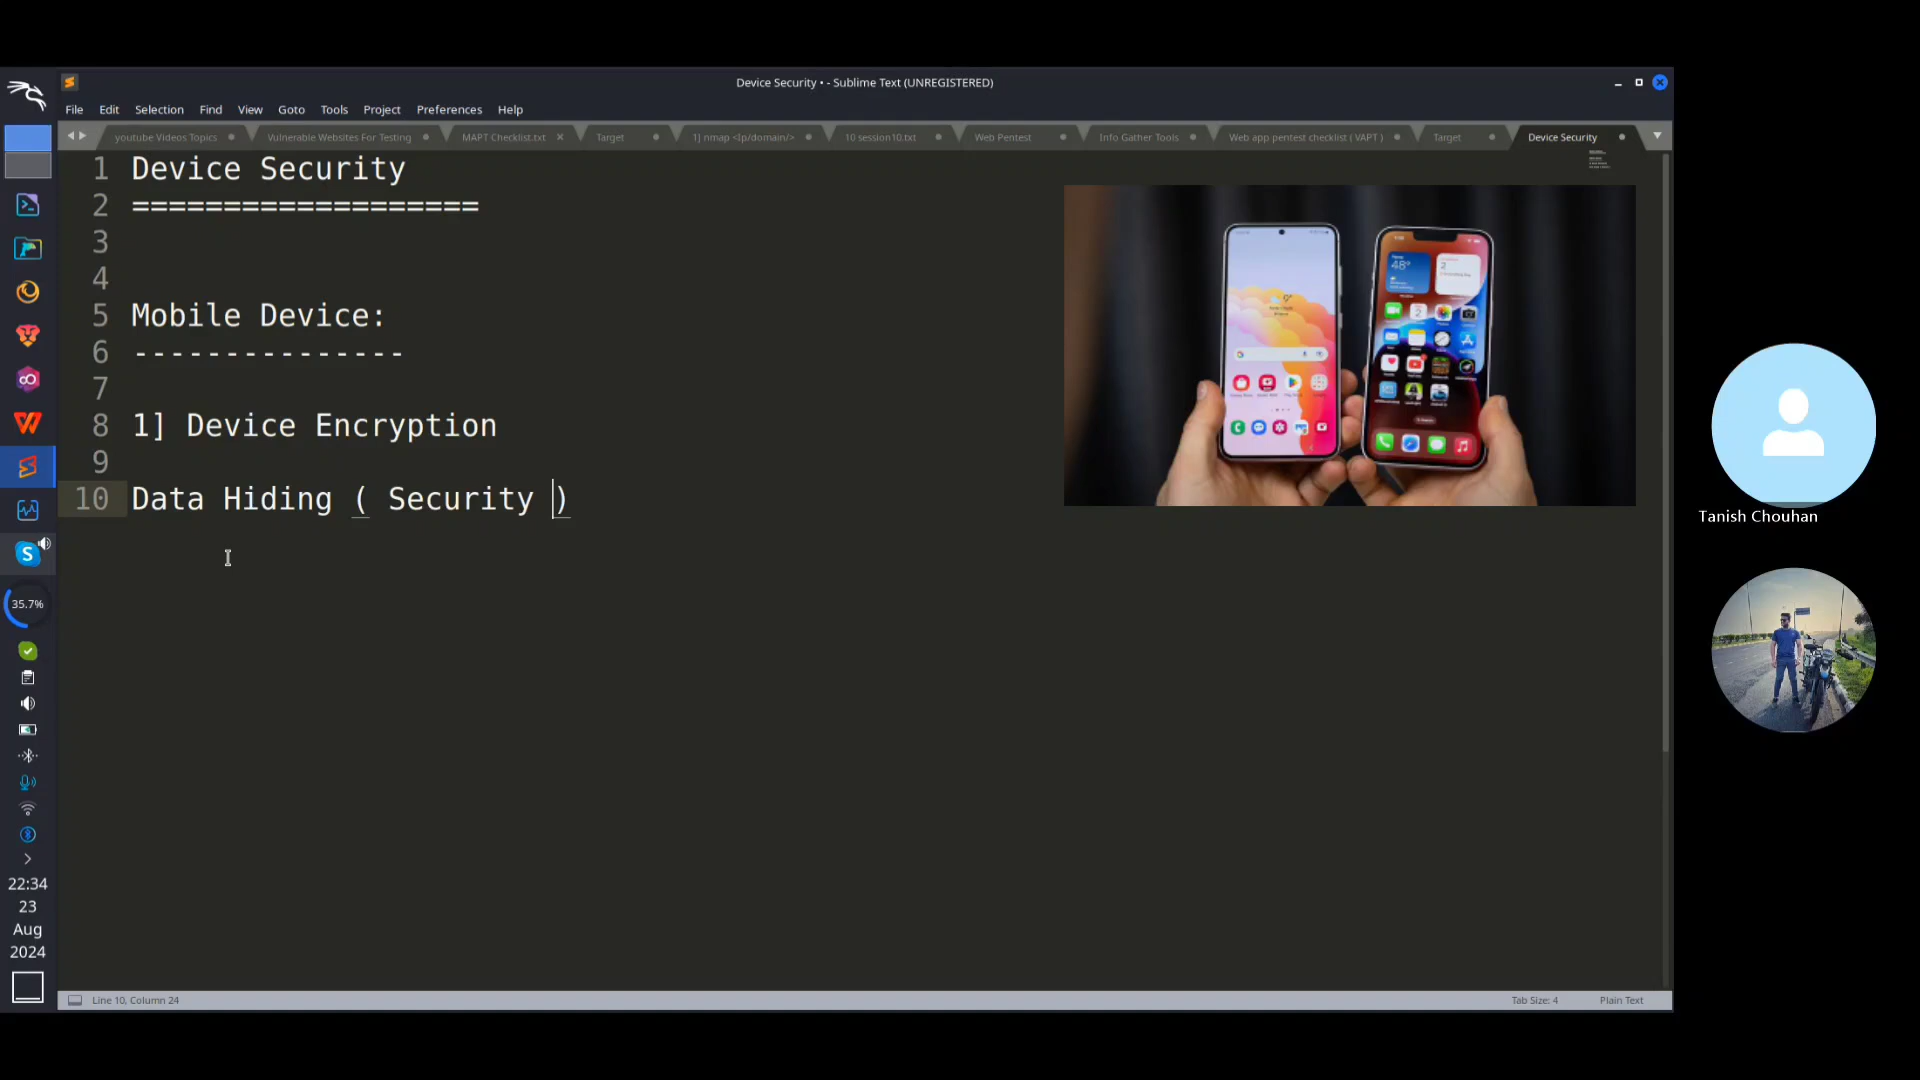 Device Security • - Sublime Text (UNREGISTERED)
File Edit Selection Find View Goto Tools Project Preferences Help
youtube Videos Topics Vulnerable Websites For Testing MAPT Checklist.txt Target 1] nmap <Ip/domain/> 10 session10.txt Web Pentest Info Gather Tools Web app pentest checklist ( VAPT ) Target Device Security
1 Device Security
2 ===================
3
4
5 Mobile Device:
6 ---------------
7
8 1] Device Encryption
9
10 Data Hiding ( Security )
48°
Tanish Chouhan
35.7%
22:34
23
Aug
2024
Line 10, Column 24
Tab Size: 4
Plain Text